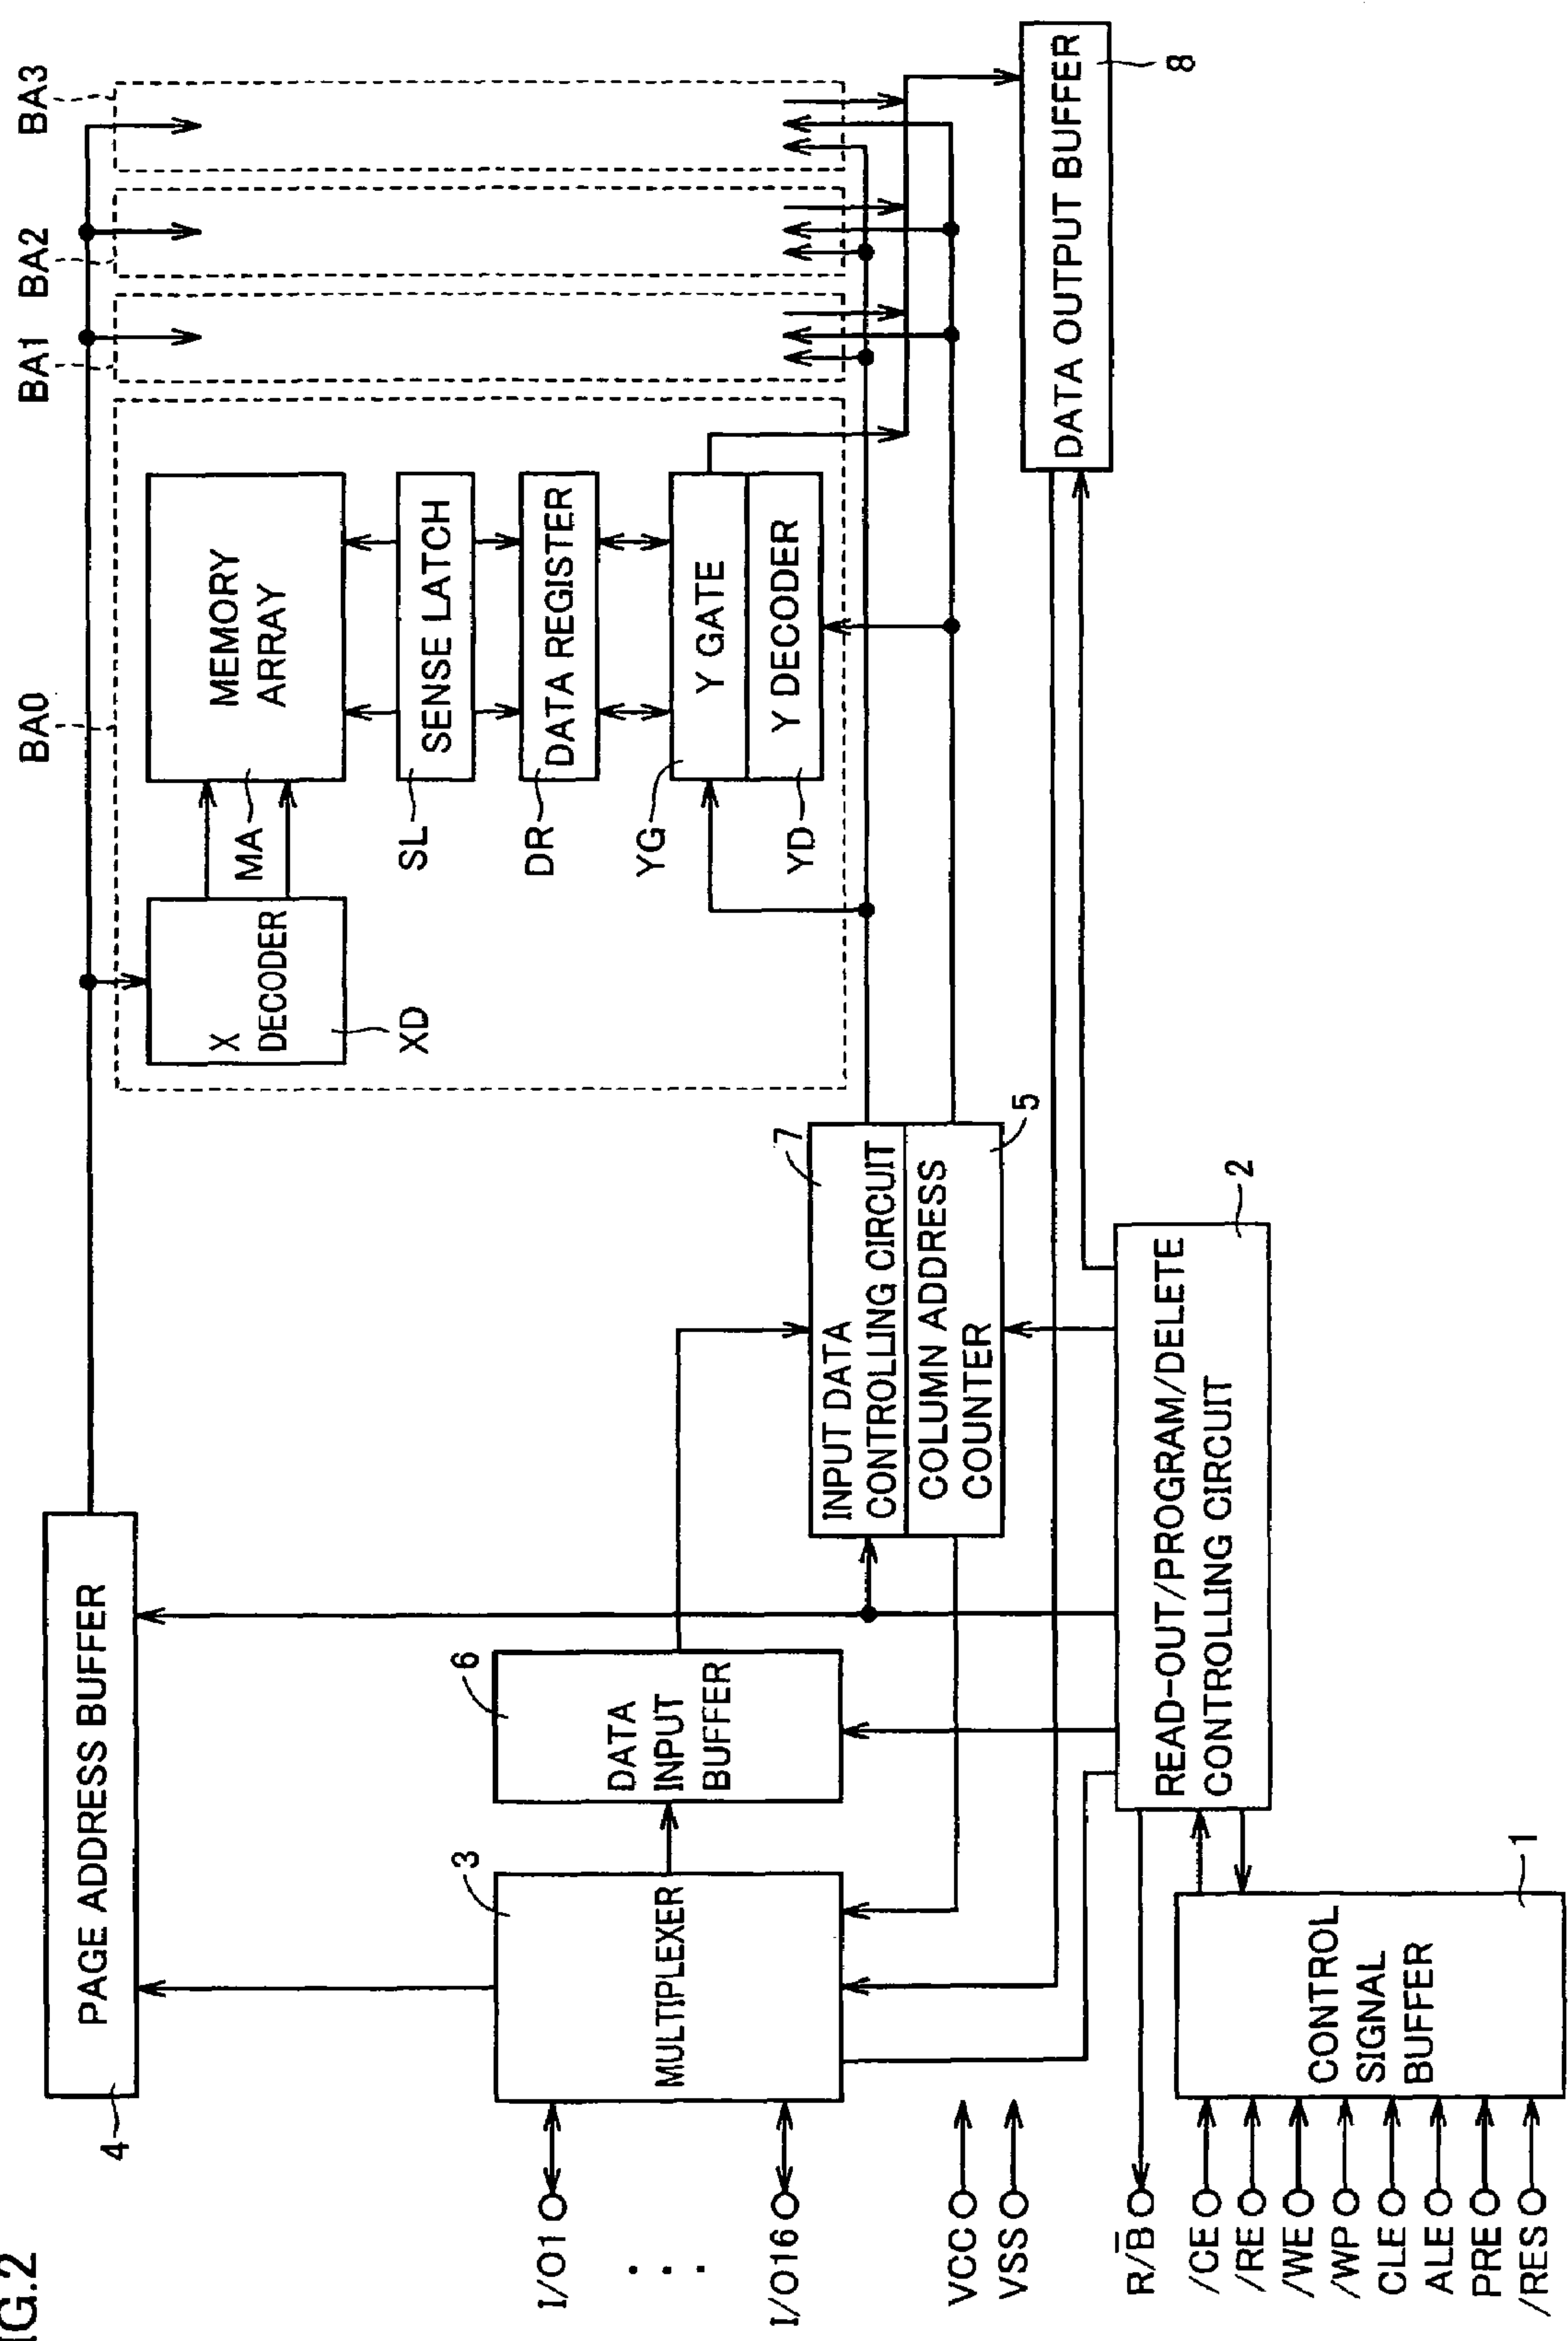 IG.2
PAGE ADDRESS BUFFER
4
BA0
BA1
BA2
BA3
X
DECODER
XD
MEMORY
ARRAY
MA
SENSE LATCH
SL
DATA REGISTER
DR
Y GATE
YG
Y DECODER
YD
I/O1
I/O16
MULTIPLEXER
3
DATA
INPUT
BUFFER
6
INPUT DATA
CONTROLLING CIRCUIT
7
COLUMN ADDRESS
COUNTER
5
DATA OUTPUT BUFFER
8
VCC
VSS
R/B̅
/CE
/RE
/WE
/WP
CLE
ALE
PRE
/RES
READ-OUT/PROGRAM/DELETE
CONTROLLING CIRCUIT
2
CONTROL
SIGNAL
BUFFER
1